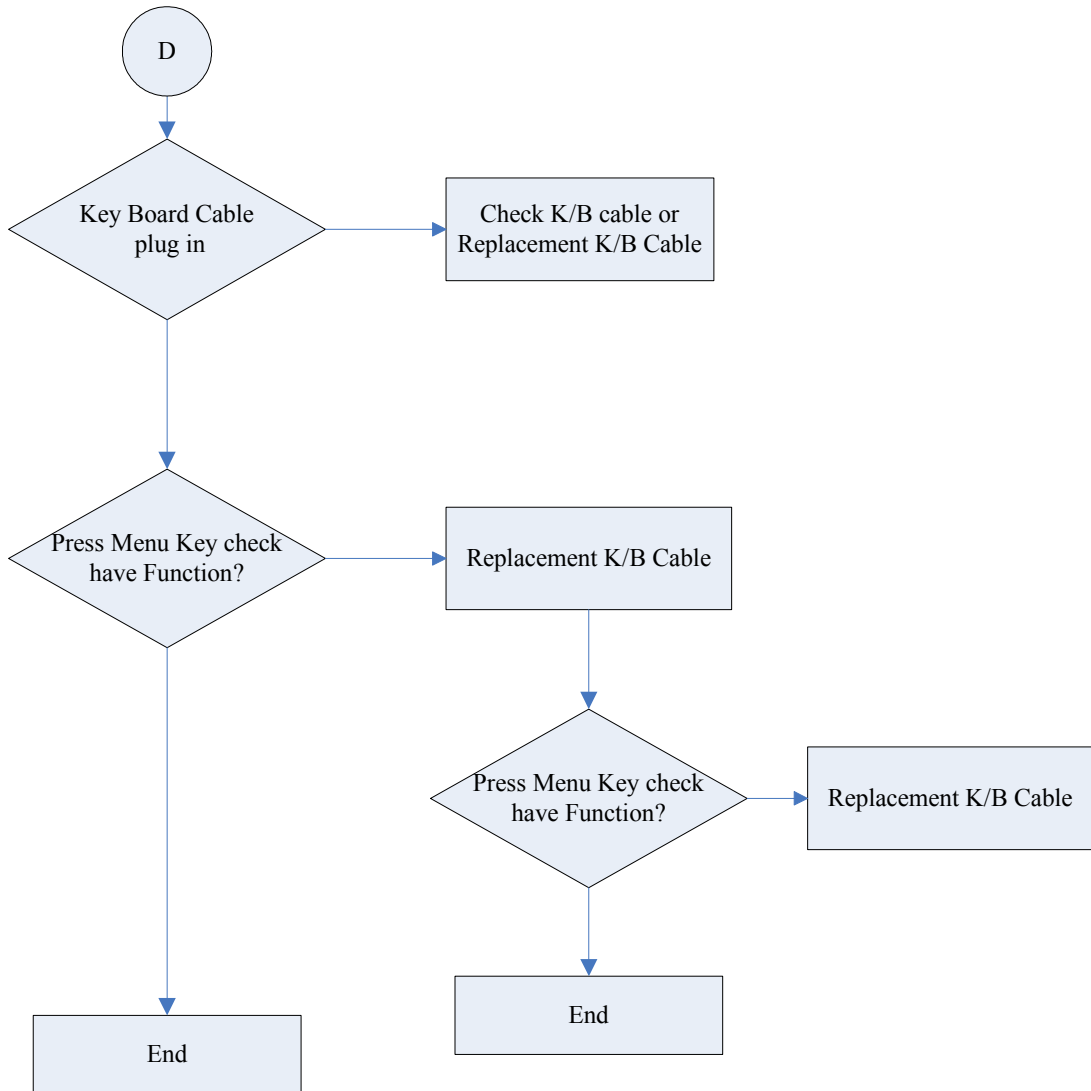 D
Key Board Cable
plug in
Check K/B cable or
Replacement K/B Cable
Press Menu Key check
have Function?
Replacement K/B Cable
Press Menu Key check
have Function?
Replacement K/B Cable
End
End